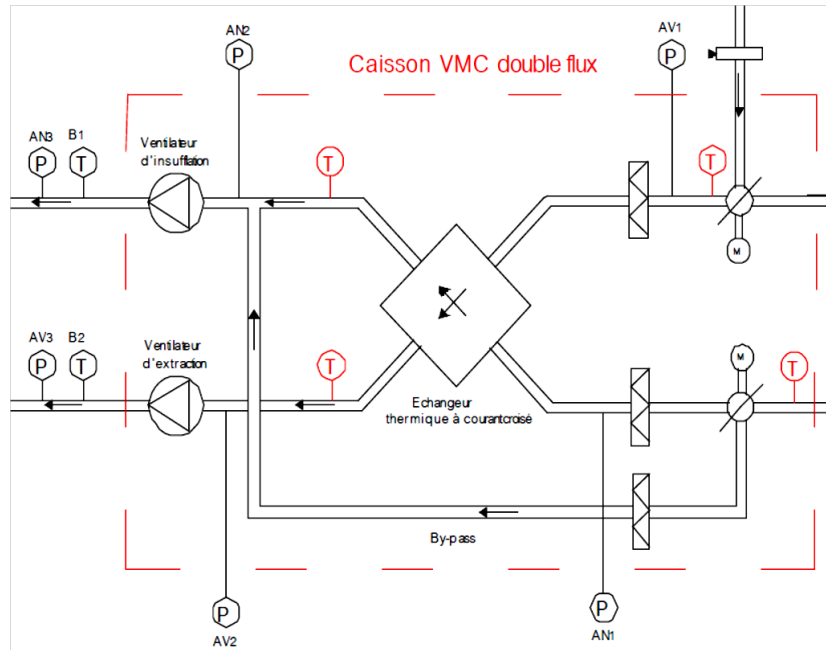 AN2
AV1
P
P
Caisson VMC double flux
AN3
B1
Ventilateur
d'insufflation
P
T
T
T
M
AV3
B2
Ventilateur
d'extraction
P
T
T
M
T
Echangeur
thermique à courantcroisé
By-pass
P
P
AV2
AN1